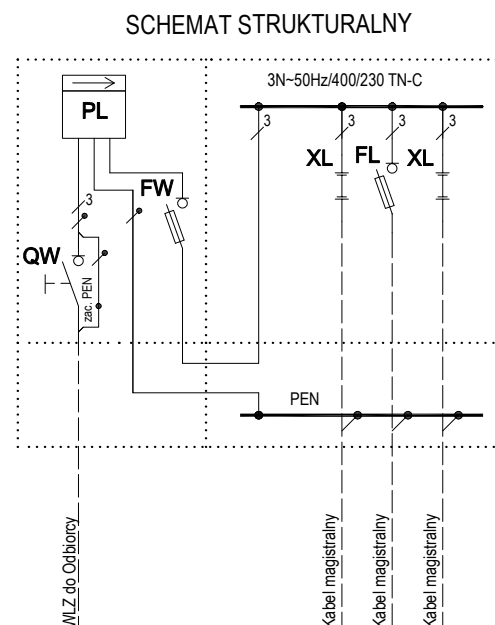 SCHEMAT STRUKTURALNY
3N~50Hz/400/230 TN-C
PL
3
3
3
3
XL
FL
XL
FW
3
QW
zac. PEN
PEN
WLZ do Odbiorcy
Kabel magistralny
Kabel magistralny
Kabel magistralny